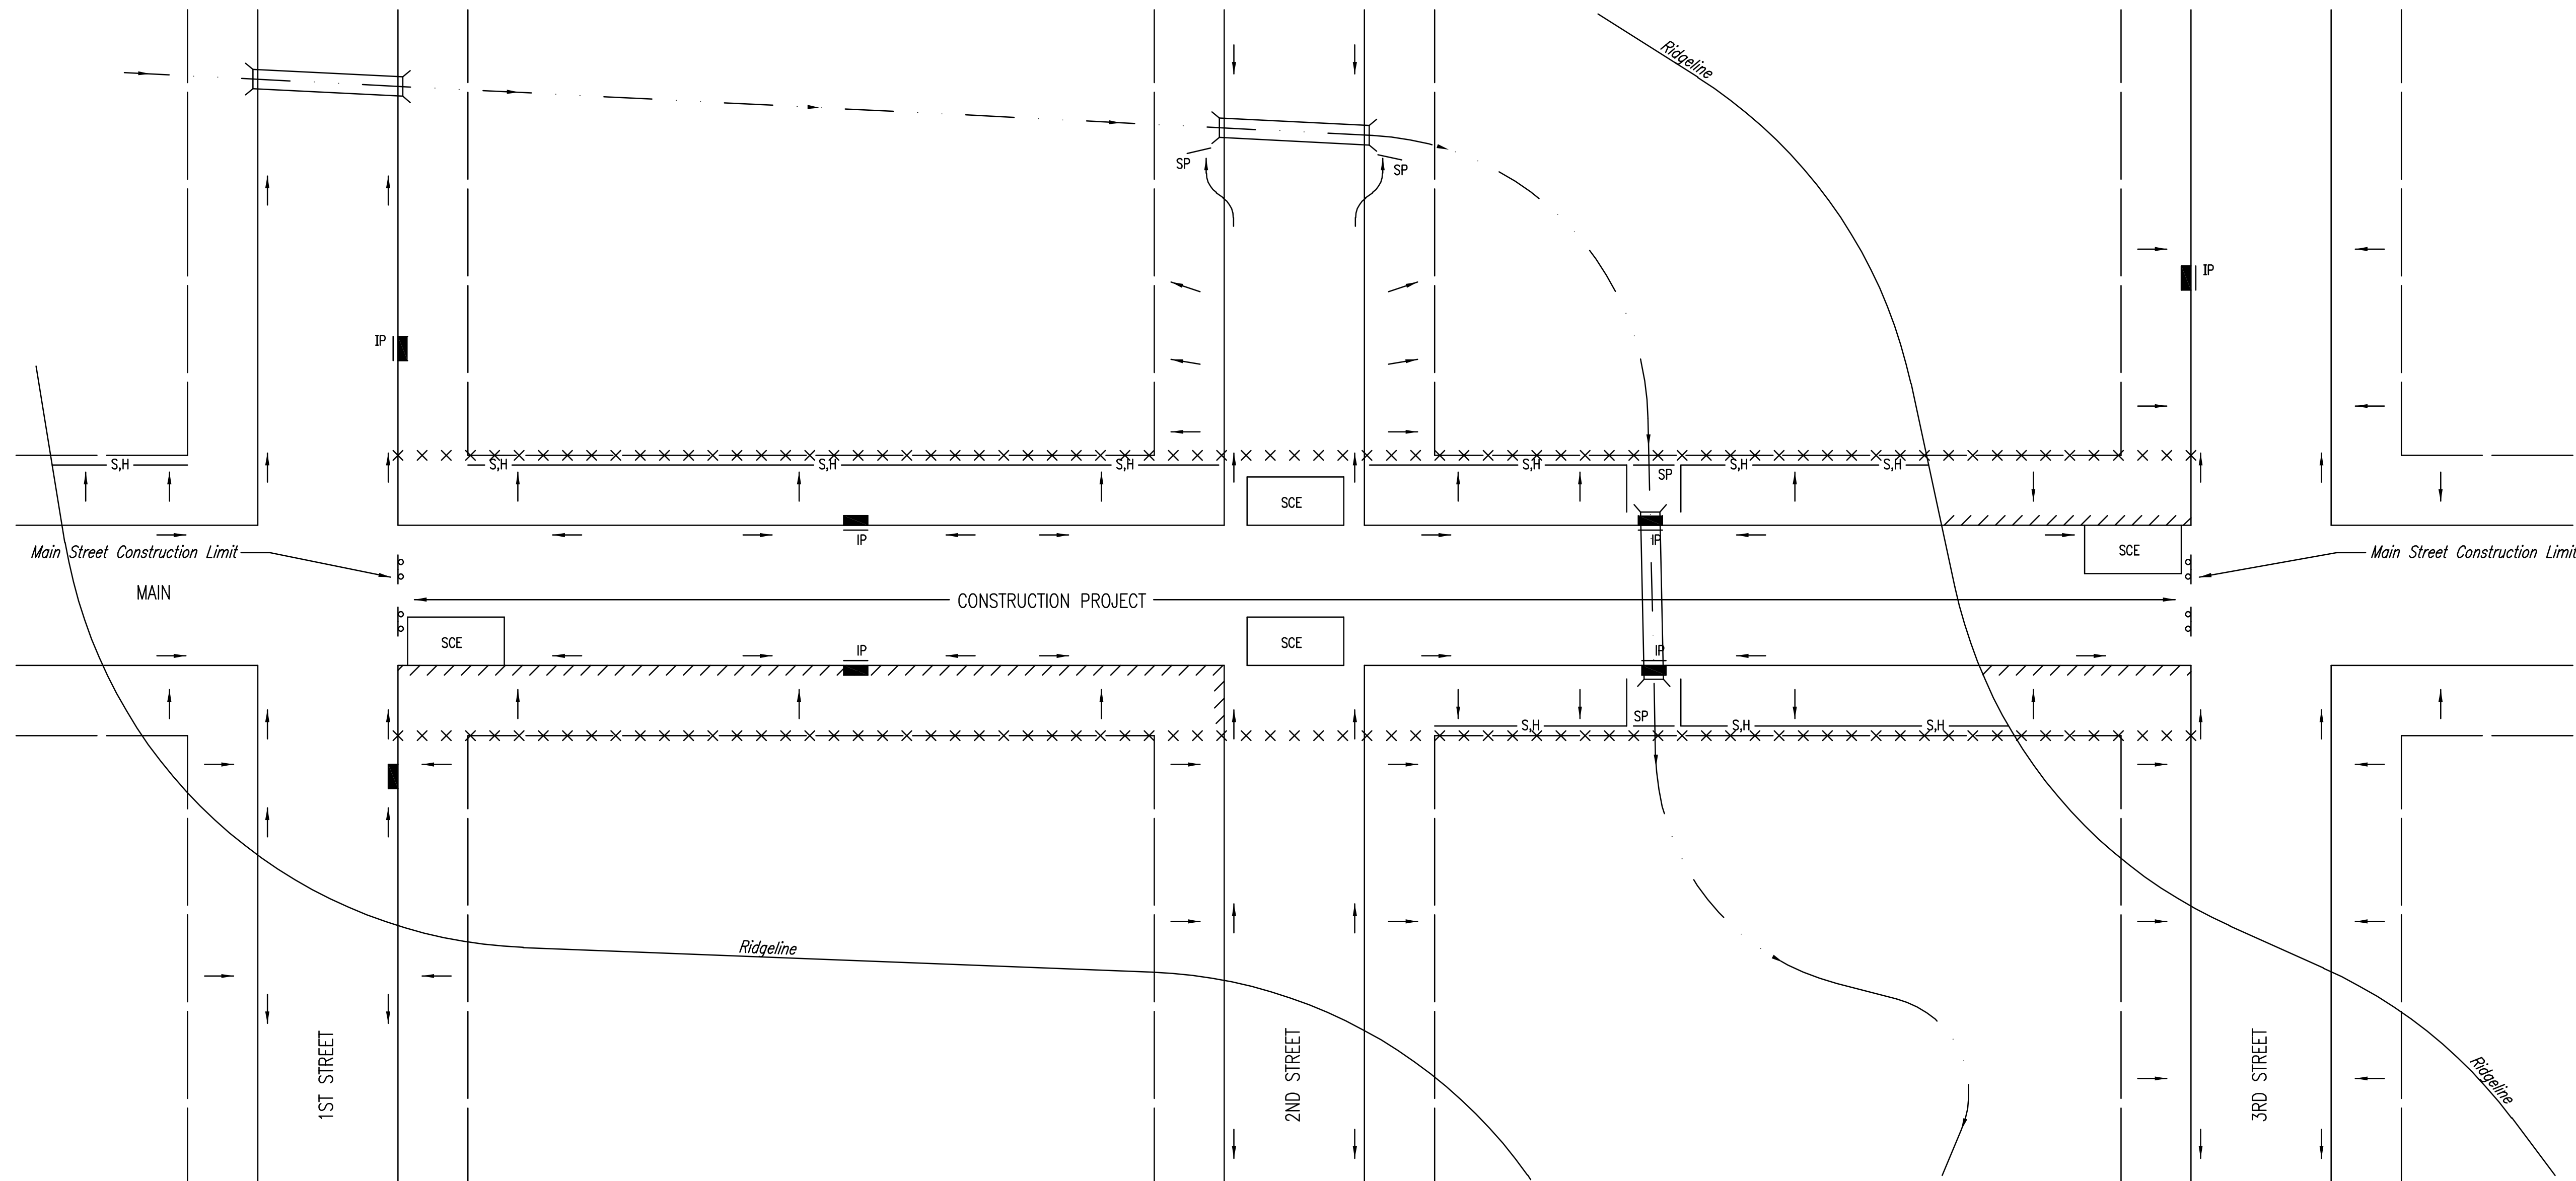 Ridgeline
SP
SP
IP
IP
S,H
S,H
S,H
S,H
S,H
SP
S,H
S,H
SCE
IP
IP
SCE
Main Street Construction Limit
Main Street Construction Limit
MAIN
CONSTRUCTION PROJECT
SCE
SCE
IP
IP
SP
S,H
S,H
S,H
Ridgeline
1ST STREET
2ND STREET
3RD STREET
Ridgeline